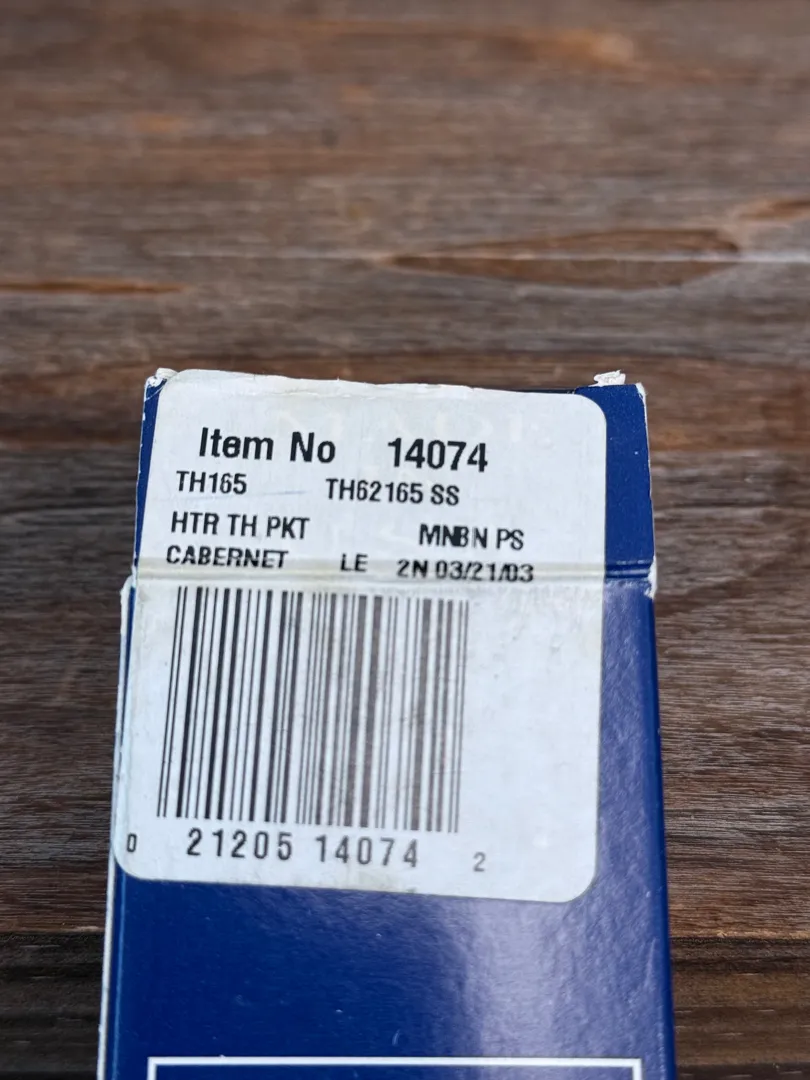 Item No 14074
TH165 TH62165 SS
HTR TH PKT MNBN PS
CABERNET LE 2N 03/21/03
0 21205 14074 2